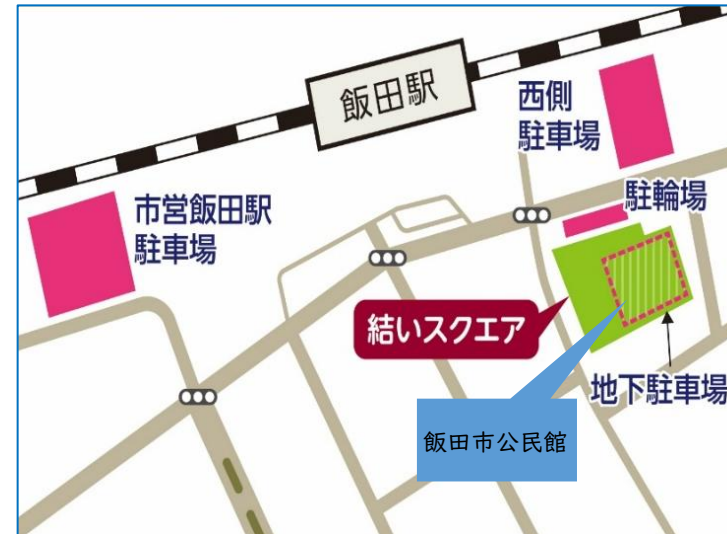 飯田駅
西側
駐車場
市営飯田駅
駐車場
駐輪場
結いスクエア
地下駐車場
飯田市公民館